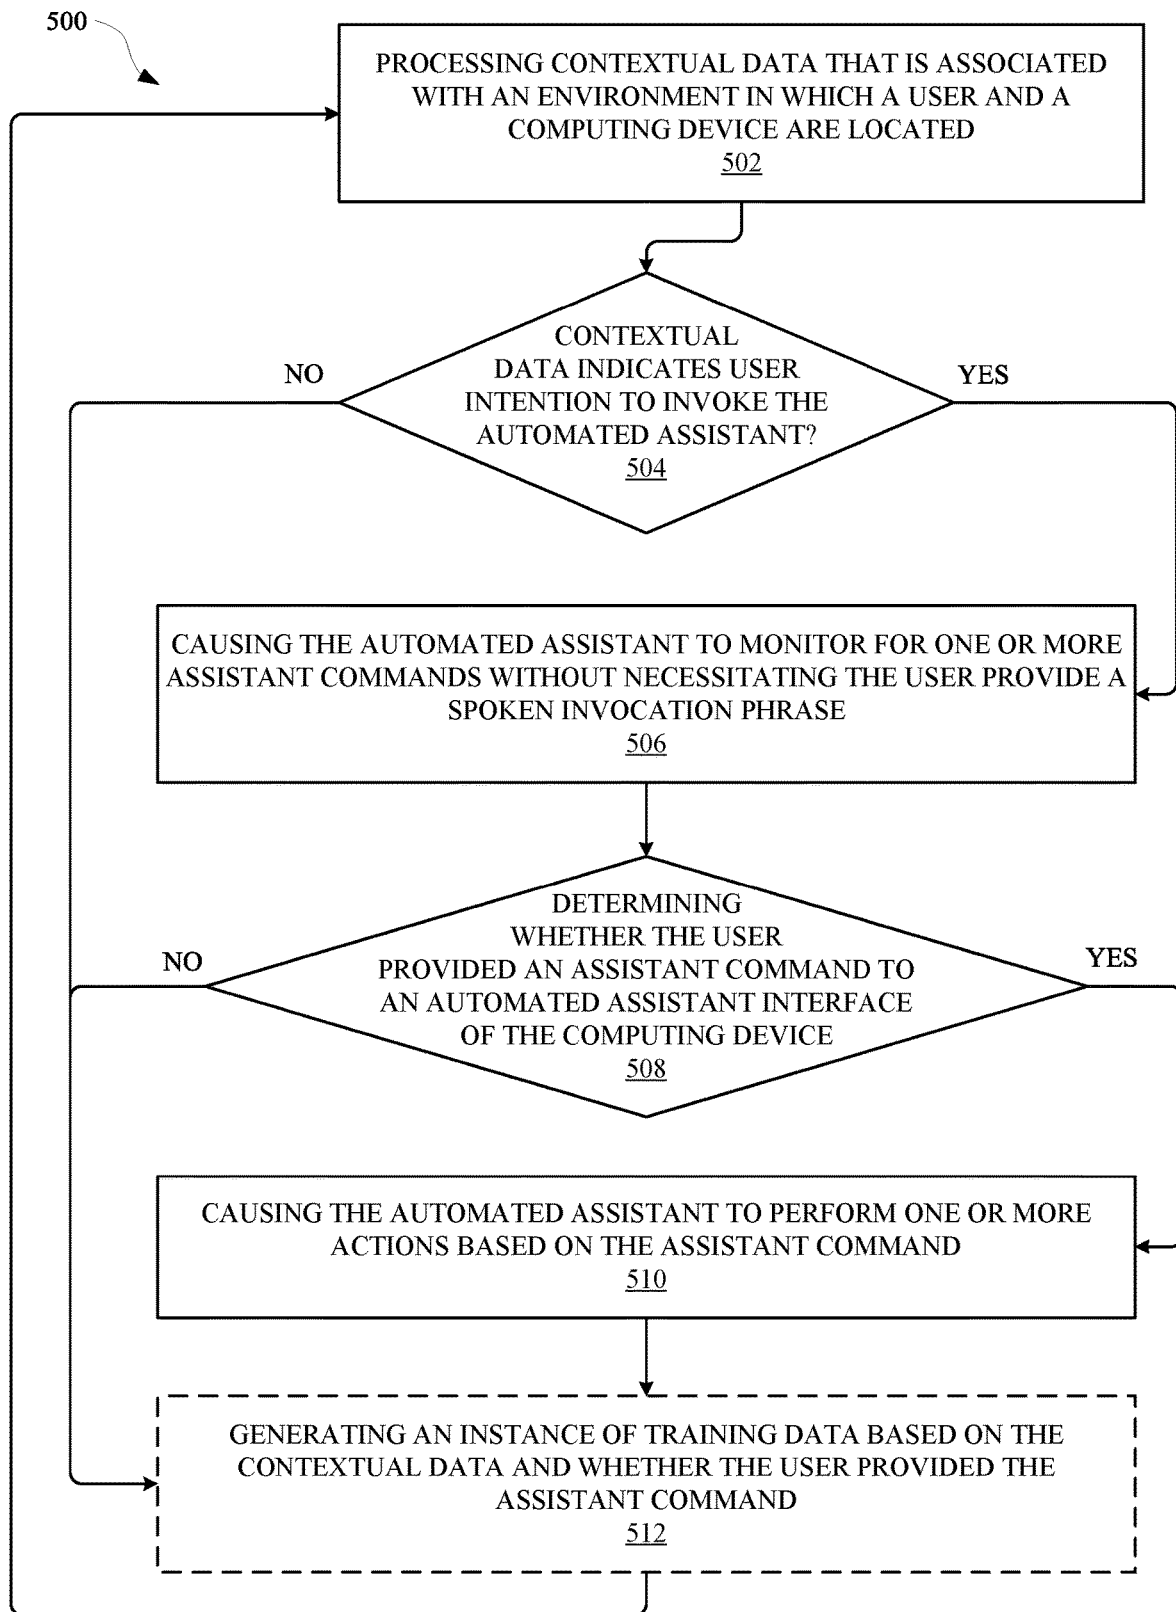 500
PROCESSING CONTEXTUAL DATA THAT IS ASSOCIATED
WITH AN ENVIRONMENT IN WHICH A USER AND A
COMPUTING DEVICE ARE LOCATED
502
CONTEXTUAL
DATA INDICATES USER
INTENTION TO INVOKE THE
AUTOMATED ASSISTANT?
504
NO
YES
CAUSING THE AUTOMATED ASSISTANT TO MONITOR FOR ONE OR MORE
ASSISTANT COMMANDS WITHOUT NECESSITATING THE USER PROVIDE A
SPOKEN INVOCATION PHRASE
506
DETERMINING
WHETHER THE USER
PROVIDED AN ASSISTANT COMMAND TO
AN AUTOMATED ASSISTANT INTERFACE
OF THE COMPUTING DEVICE
508
NO
YES
CAUSING THE AUTOMATED ASSISTANT TO PERFORM ONE OR MORE
ACTIONS BASED ON THE ASSISTANT COMMAND
510
GENERATING AN INSTANCE OF TRAINING DATA BASED ON THE
CONTEXTUAL DATA AND WHETHER THE USER PROVIDED THE
ASSISTANT COMMAND
512